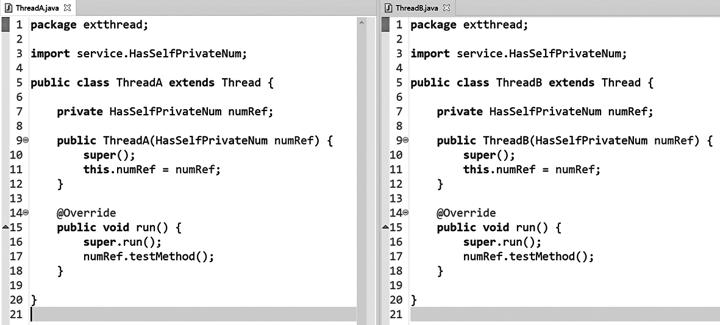 ThreadA.java
1 package extthread;
2
3 import service.HasSelfPrivateNum;
4
5 public class ThreadA extends Thread {
6
7     private HasSelfPrivateNum numRef;
8
9     public ThreadA(HasSelfPrivateNum numRef) {
10         super();
11         this.numRef = numRef;
12     }
13
14     @Override
15     public void run() {
16         super.run();
17         numRef.testMethod();
18     }
19
20 }
21
ThreadB.java
1 package extthread;
2
3 import service.HasSelfPrivateNum;
4
5 public class ThreadB extends Thread {
6
7     private HasSelfPrivateNum numRef;
8
9     public ThreadB(HasSelfPrivateNum numRef) {
10         super();
11         this.numRef = numRef;
12     }
13
14     @Override
15     public void run() {
16         super.run();
17         numRef.testMethod();
18     }
19
20 }
21